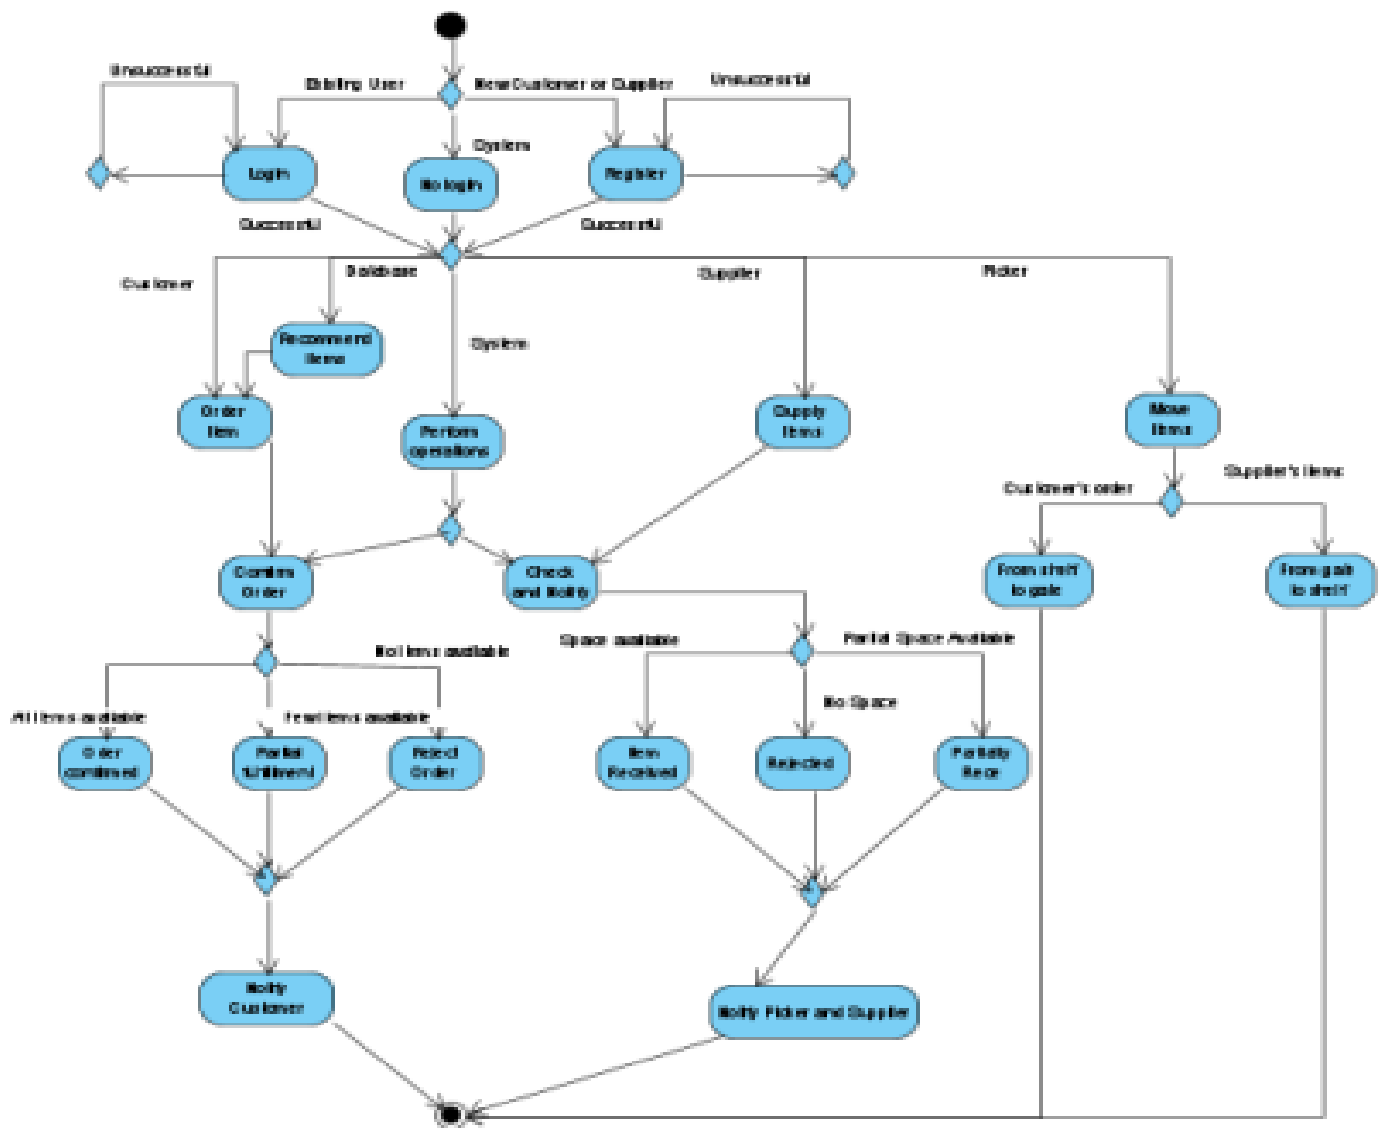 Unsuccessful
Existing User
New Customer or Supplier
Unsuccessful
System
Login
No login
Register
Successful
Successful
Customer
Database
Supplier
Picker
Recommend
Items
System
Order
Item
Perform
operations
Supply
Items
Move
Items
Customer's order
Supplier's items
Confirm
Order
Check
and Notify
From shelf
to gate
From gate
to shelf
No items available
Space available
Partial Space Available
No Space
All items available
Few items available
Order
confirmed
Partial
fulfillment
Reject
Order
Item
Received
Rejected
Partially
Rece
Notify
Customer
Notify Picker and Supplier